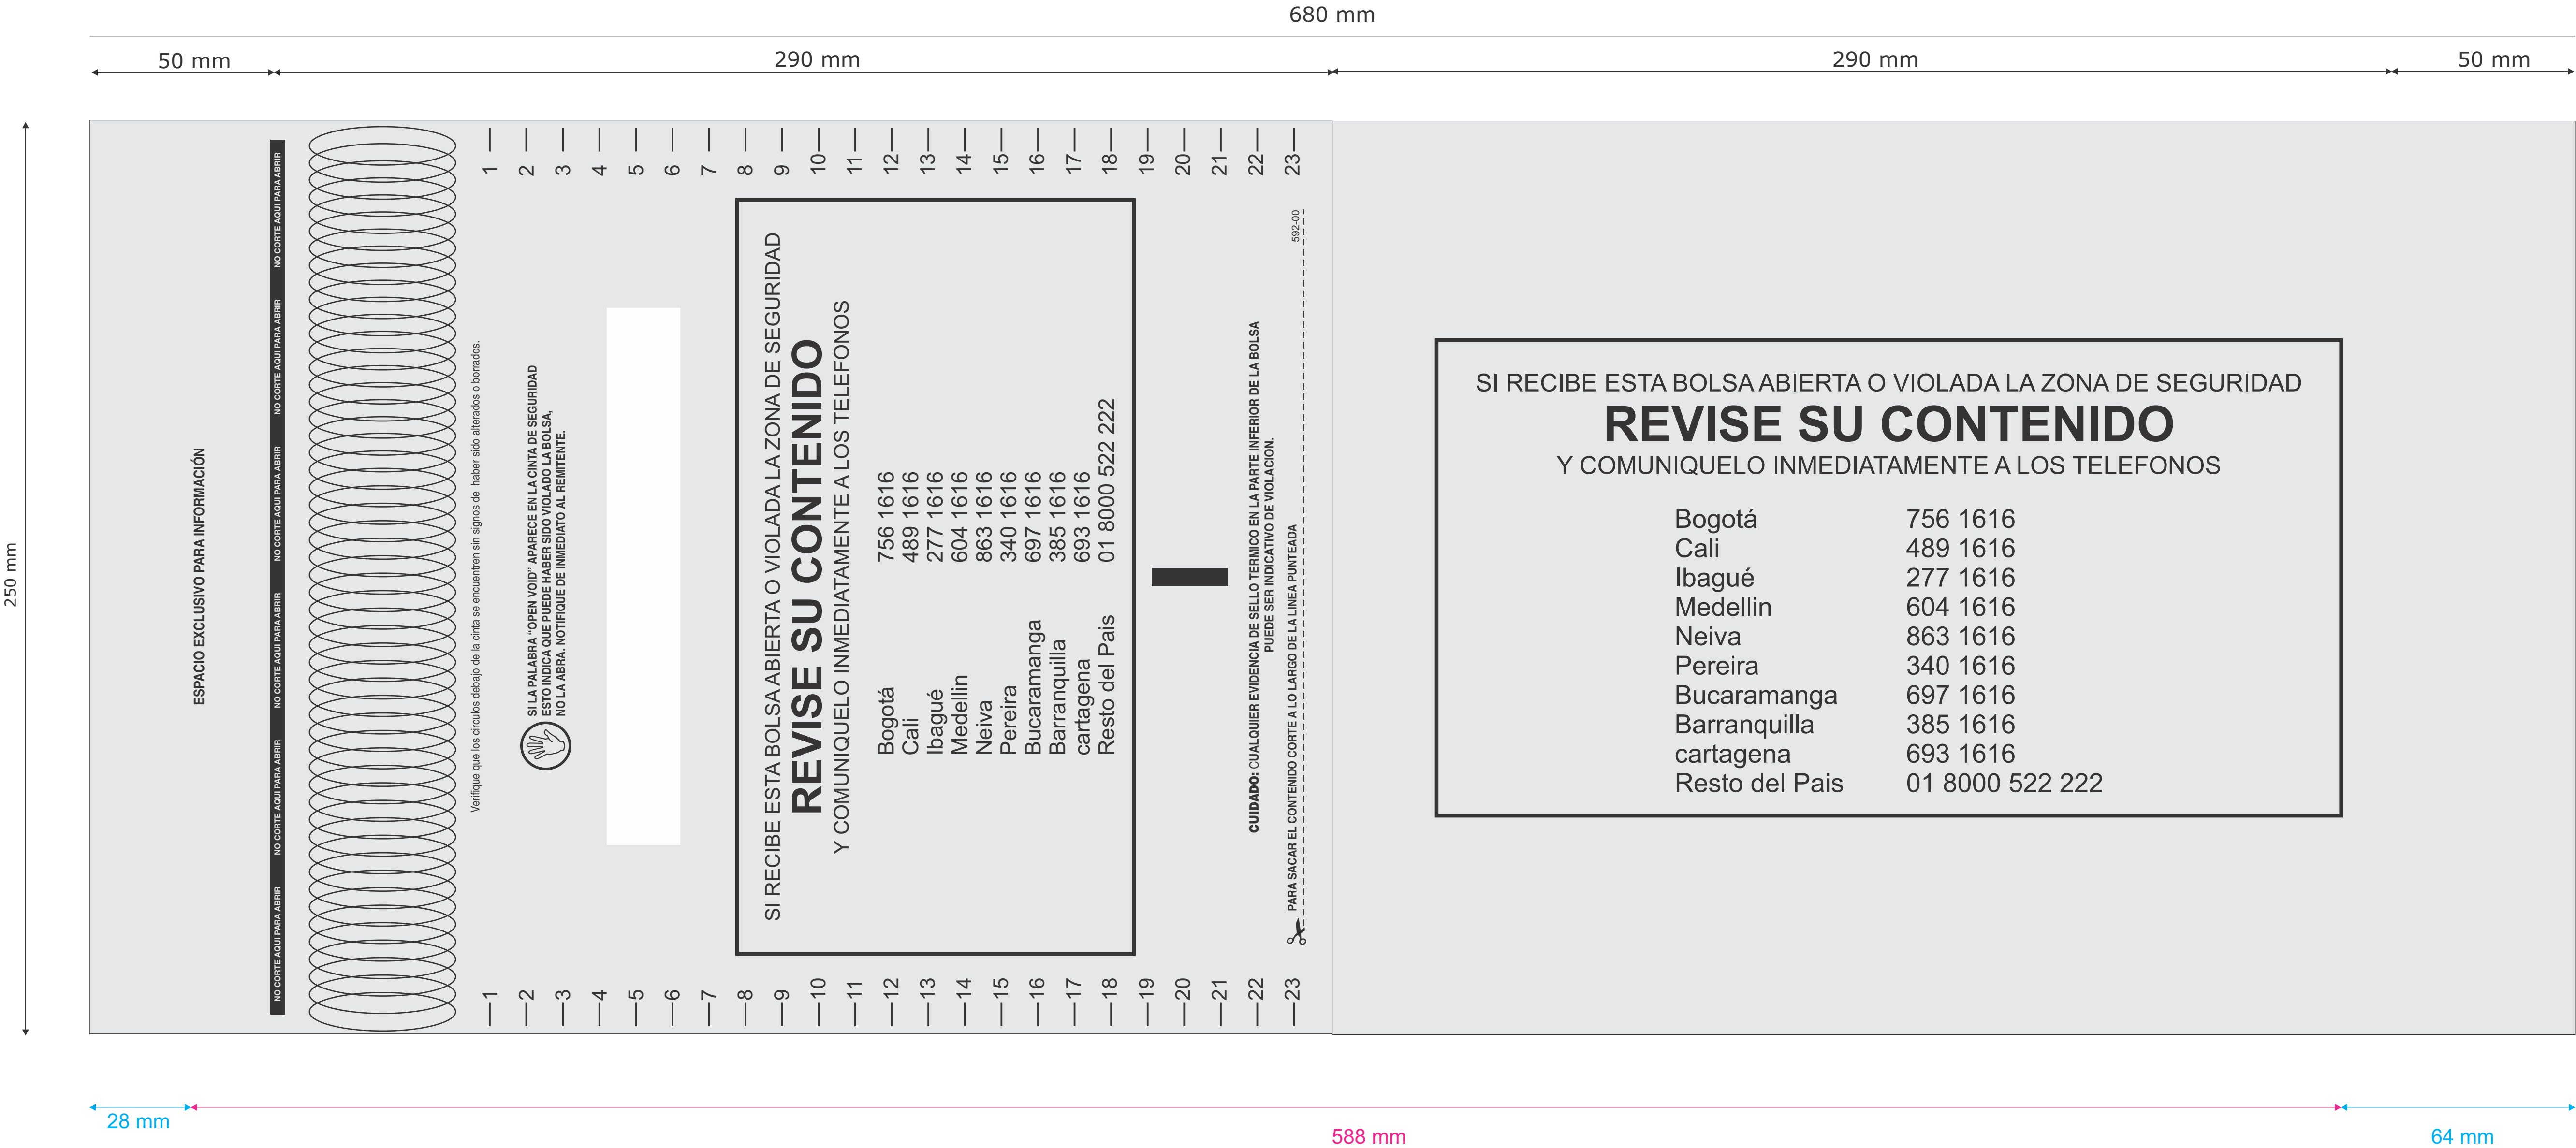 680 mm
50 mm
290 mm
290 mm
50 mm
250 mm
ESPACIO EXCLUSIVO PARA INFORMACIÓN
NO CORTE AQUI PARA ABRIR NO CORTE AQUI PARA ABRIR NO CORTE AQUI PARA ABRIR NO CORTE AQUI PARA ABRIR NO CORTE AQUI PARA ABRIR NO CORTE AQUI PARA ABRIR
Verifique que los circulos debajo de la cinta se encuentren sin signos de haber sido alterados o borrados.
1 2 3 4 5 6 7 8 9 10 11 12 13 14 15 16 17 18 19 20 21 22 23
SI LA PALABRA “OPEN VOID” APARECE EN LA CINTA DE SEGURIDAD
ESTO INDICA QUE PUEDE HABER SIDO VIOLADO LA BOLSA,
NO LA ABRA. NOTIFIQUE DE INMEDIATO AL REMITENTE.
SI RECIBE ESTA BOLSA ABIERTA O VIOLADA LA ZONA DE SEGURIDAD
REVISE SU CONTENIDO
Y COMUNIQUELO INMEDIATAMENTE A LOS TELEFONOS
Bogotá 756 1616
Cali 489 1616
Ibagué 277 1616
Medellin 604 1616
Neiva 863 1616
Pereira 340 1616
Bucaramanga 697 1616
Barranquilla 385 1616
cartagena 693 1616
Resto del Pais 01 8000 522 222
CUIDADO: CUALQUIER EVIDENCIA DE SELLO TERMICO EN LA PARTE INFERIOR DE LA BOLSA
PUEDE SER INDICATIVO DE VIOLACION.
PARA SACAR EL CONTENIDO CORTE A LO LARGO DE LA LINEA PUNTEADA
592-00
1 2 3 4 5 6 7 8 9 10 11 12 13 14 15 16 17 18 19 20 21 22 23
SI RECIBE ESTA BOLSA ABIERTA O VIOLADA LA ZONA DE SEGURIDAD
REVISE SU CONTENIDO
Y COMUNIQUELO INMEDIATAMENTE A LOS TELEFONOS
Bogotá 756 1616
Cali 489 1616
Ibagué 277 1616
Medellin 604 1616
Neiva 863 1616
Pereira 340 1616
Bucaramanga 697 1616
Barranquilla 385 1616
cartagena 693 1616
Resto del Pais 01 8000 522 222
28 mm
588 mm
64 mm